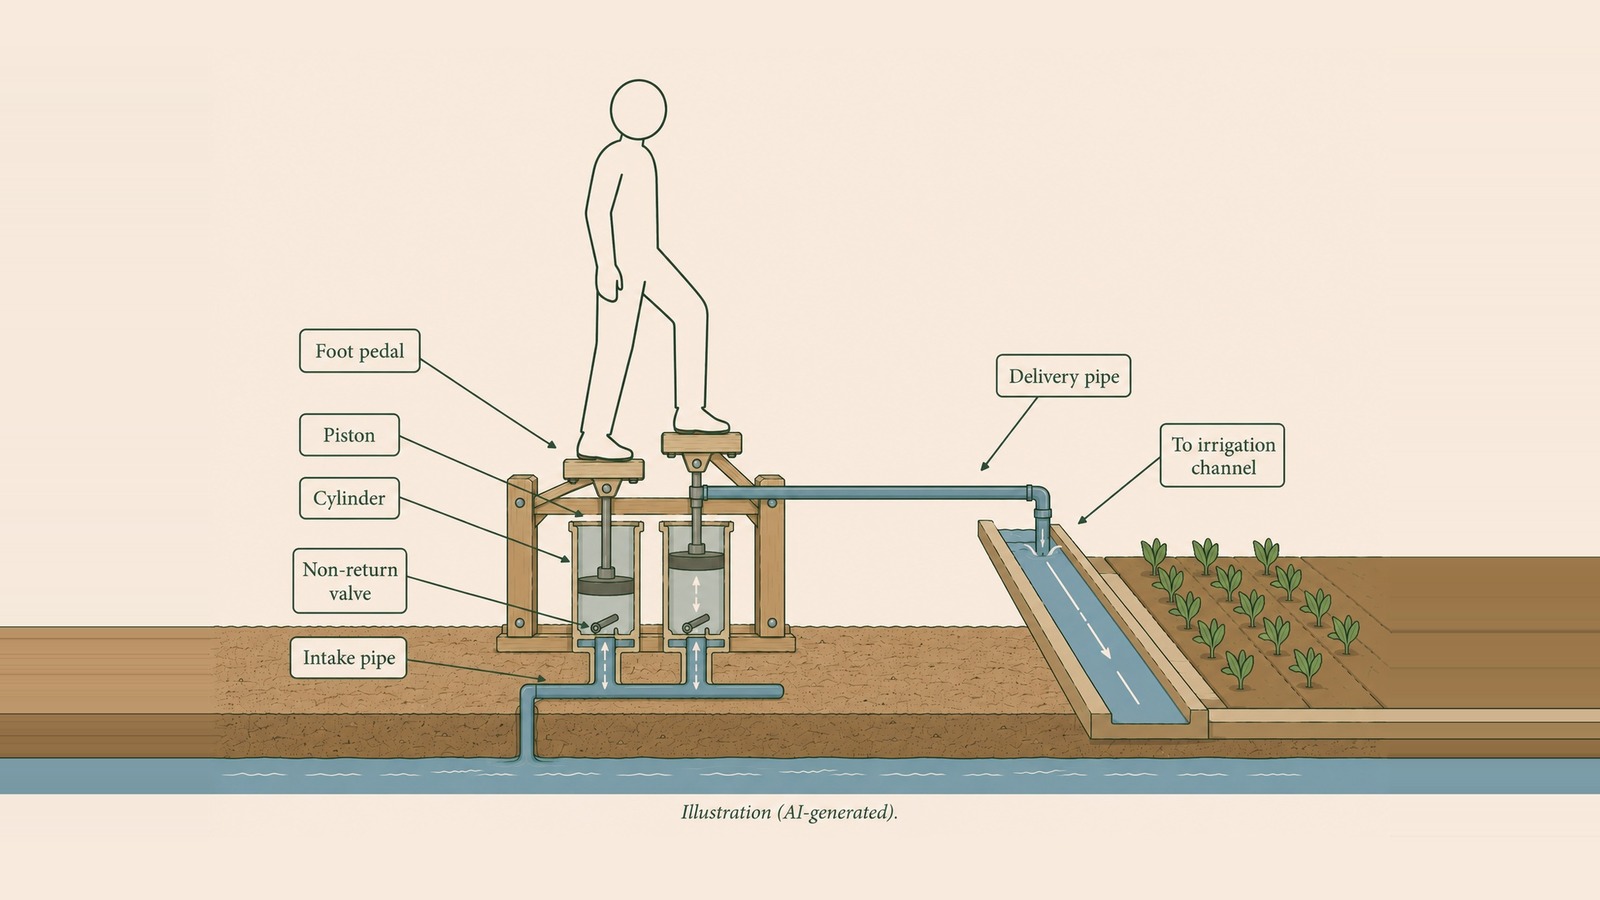 Foot pedal
Piston
Cylinder
Non-return
valve
Intake pipe
Delivery pipe
To irrigation
channel
Illustration (AI-generated).